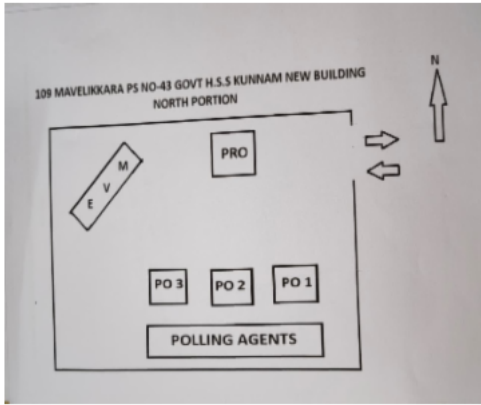 109 MAVELIKKARA PS NO-43 GOVT H.S.S KUNNAM NEW BUILDING
NORTH PORTION
N
PRO
E V M
PO 3 PO 2 PO 1
POLLING AGENTS